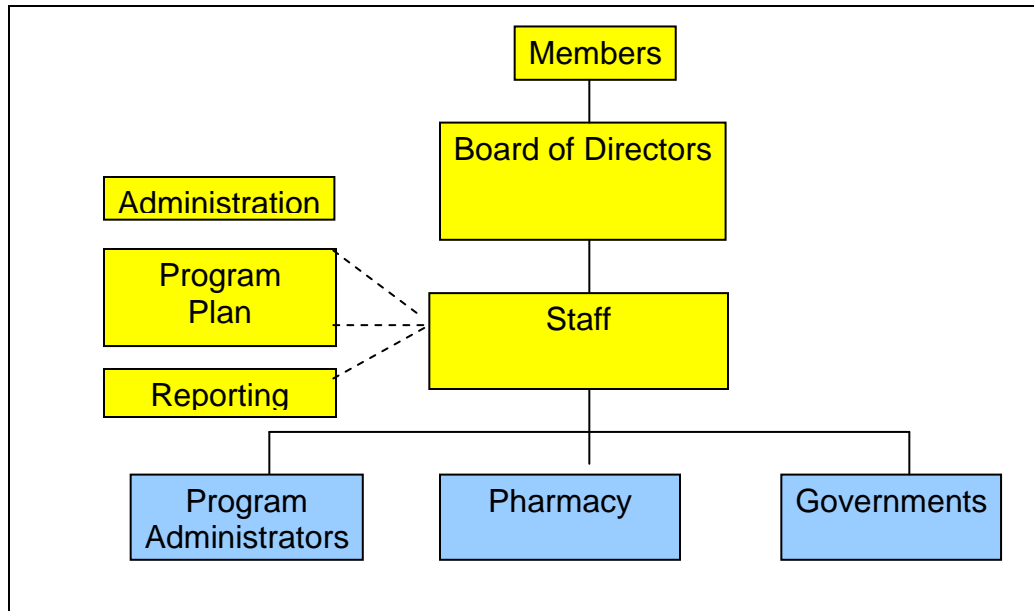 Members
Board of Directors
Administration
Program
Plan
Staff
Reporting
Program
Administrators
Pharmacy
Governments